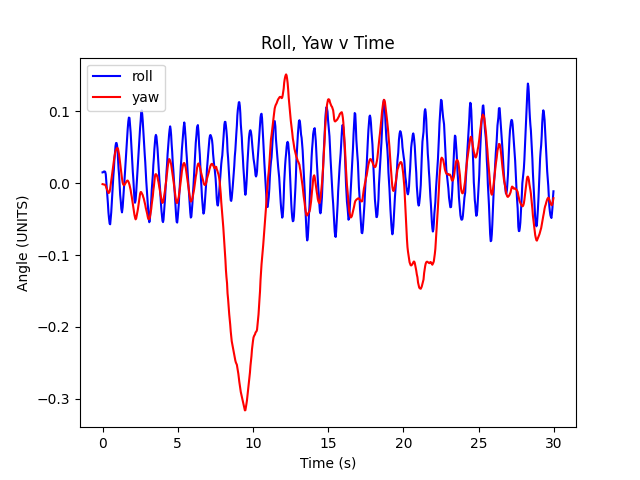 Roll, Yaw v Time
roll
yaw
0.1
0.0
−0.1
−0.2
−0.3
Angle (UNITS)
0 5 10 15 20 25 30
Time (s)